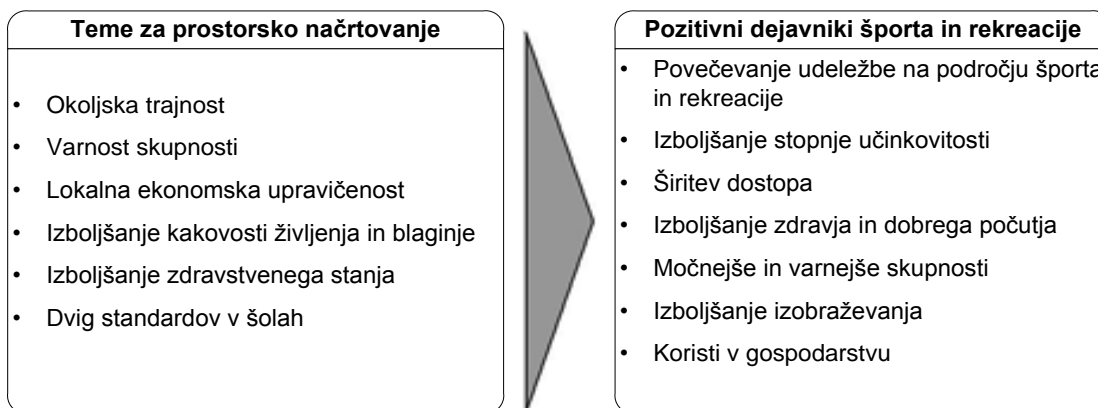 Teme za prostorsko načrtovanje
• Okoljska trajnost
• Varnost skupnosti
• Lokalna ekonomska upravičenost
• Izboljšanje kakovosti življenja in blaginje
• Izboljšanje zdravstvenega stanja
• Dvig standardov v šolah
Pozitivni dejavniki športa in rekreacije
• Povečevanje udeležbe na področju športa
in rekreacije
• Izboljšanje stopnje učinkovitosti
• Širitev dostopa
• Izboljšanje zdravja in dobrega počutja
• Močnejše in varnejše skupnosti
• Izboljšanje izobraževanja
• Koristi v gospodarstvu